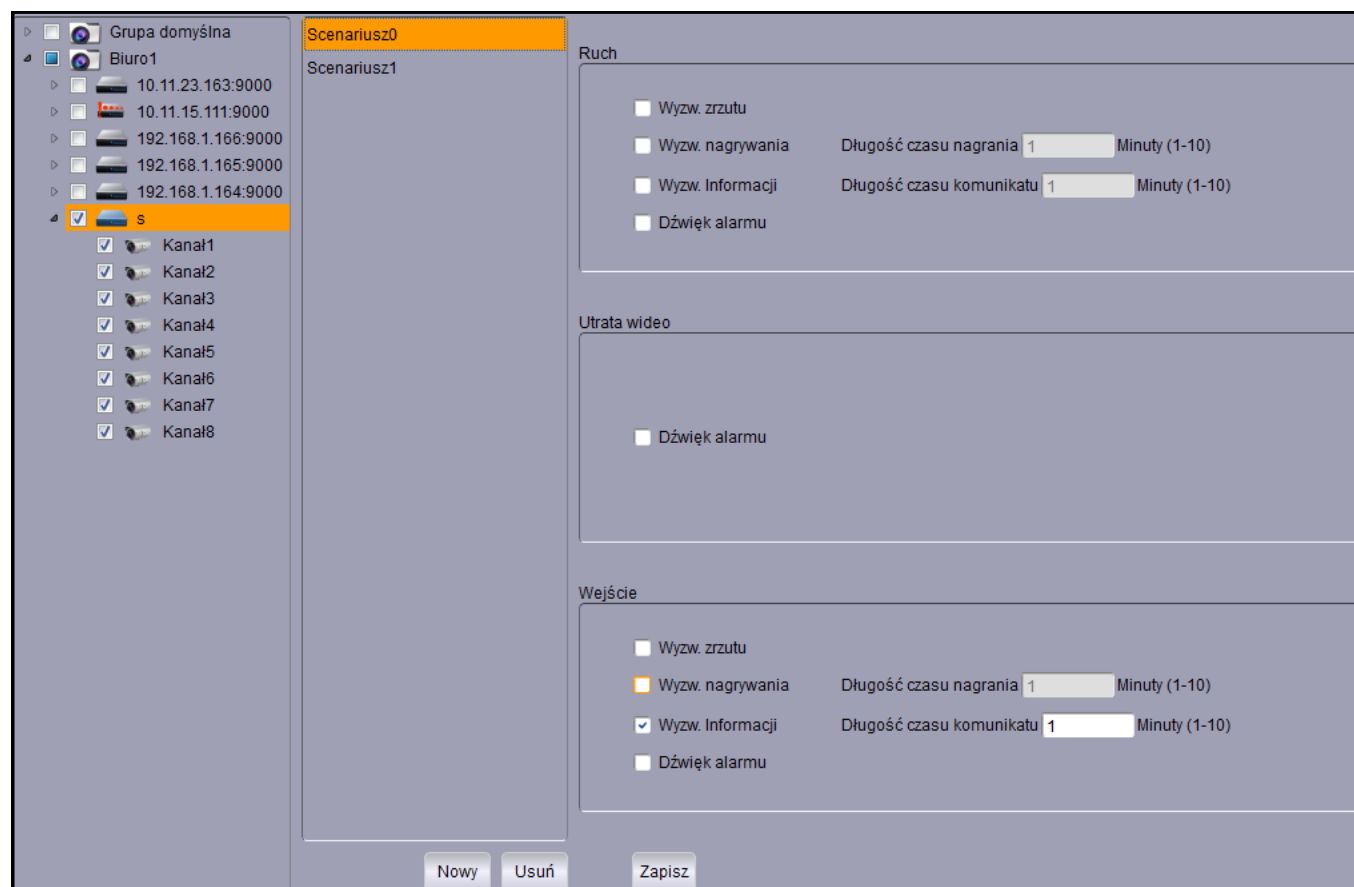 Grupa domyślna
Biuro1
10.11.23.163:9000
10.11.15.111:9000
192.168.1.166:9000
192.168.1.165:9000
192.168.1.164:9000
s
Kanał1
Kanał2
Kanał3
Kanał4
Kanał5
Kanał6
Kanał7
Kanał8
Scenariusz0
Scenariusz1
Ruch
Wyzw. zrzutu
Wyzw. nagrywania Długość czasu nagrania 1 Minuty (1-10)
Wyzw. Informacji Długość czasu komunikatu 1 Minuty (1-10)
Dźwięk alarmu
Utrata wideo
Dźwięk alarmu
Wejście
Wyzw. zrzutu
Wyzw. nagrywania Długość czasu nagrania 1 Minuty (1-10)
Wyzw. Informacji Długość czasu komunikatu 1 Minuty (1-10)
Dźwięk alarmu
Nowy Usuń Zapisz